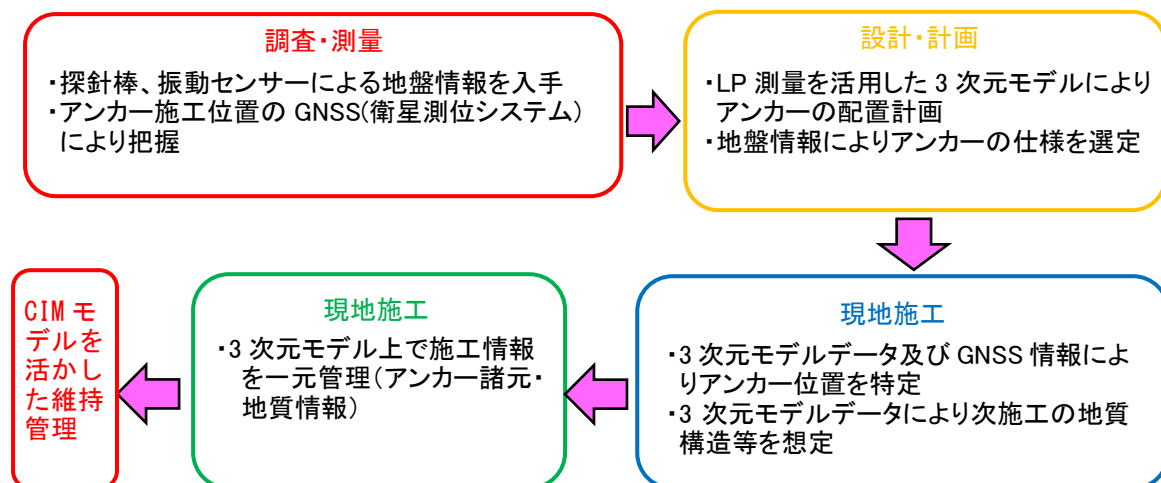 調査・測量
・探針棒、振動センサーによる地盤情報を入手
・アンカー施工位置の GNSS(衛星測位システム)
により把握
設計・計画
・LP 測量を活用した 3 次元モデルにより
アンカーの配置計画
・地盤情報によりアンカーの仕様を選定
現地施工
・3 次元モデルデータ及び GNSS 情報によ
りアンカー位置を特定
・3 次元モデルデータにより次施工の地質
構造等を想定
現地施工
・3 次元モデル上で施工情報
を一元管理(アンカー諸元・
地質情報)
CIM モ
デルを
活かし
た維持
管理